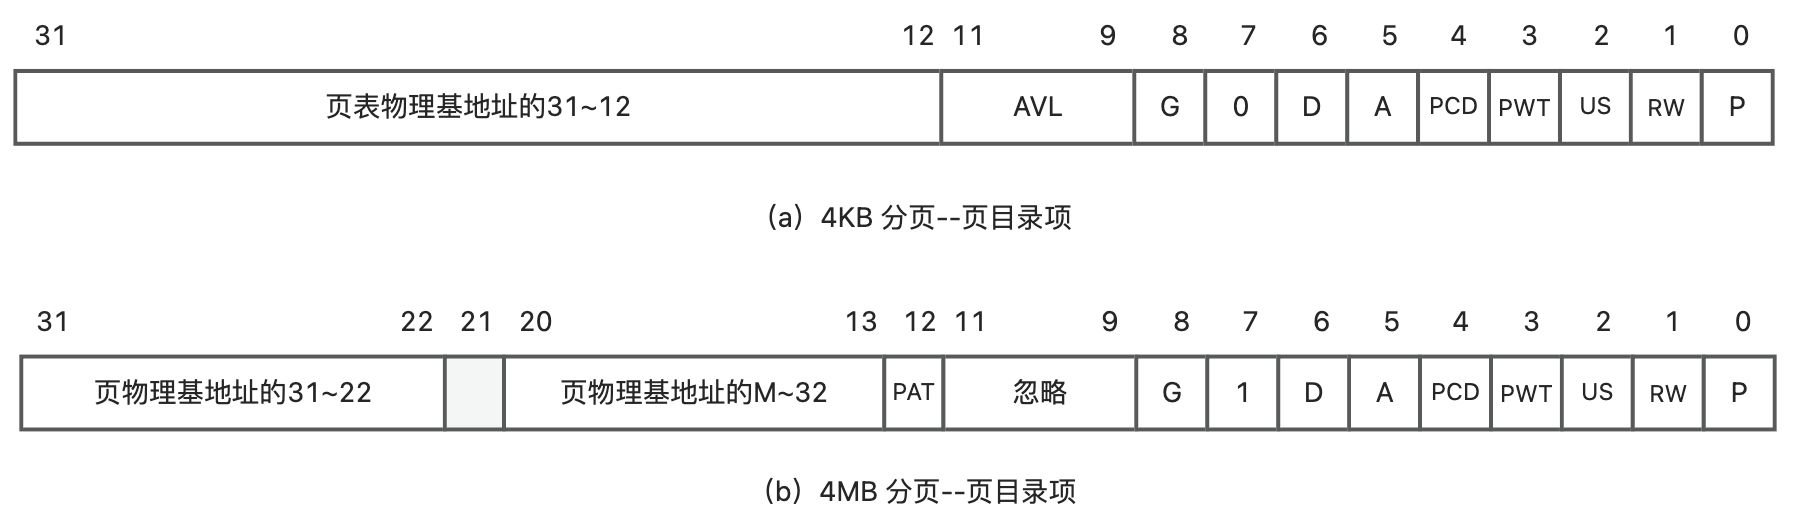 31 12 11 9 8 7 6 5 4 3 2 1 0
页表物理基地址的31~12 AVL G 0 D A PCD PWT US RW P
（a）4KB 分页--页目录项
31 22 21 20 13 12 11 9 8 7 6 5 4 3 2 1 0
页物理基地址的31~22 页物理基地址的M~32 PAT 忽略 G 1 D A PCD PWT US RW P
（b）4MB 分页--页目录项